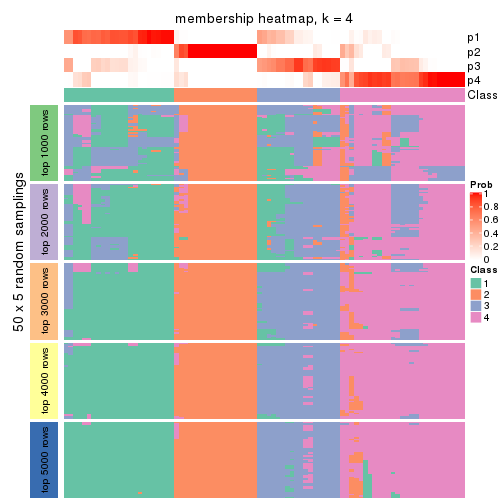 membership heatmap, k = 4
p1
p2
p3
p4
Class
50 x 5 random samplings
top 1000 rows
top 2000 rows
top 3000 rows
top 4000 rows
top 5000 rows
Prob
1
0.8
0.6
0.4
0.2
0
Class
1
2
3
4